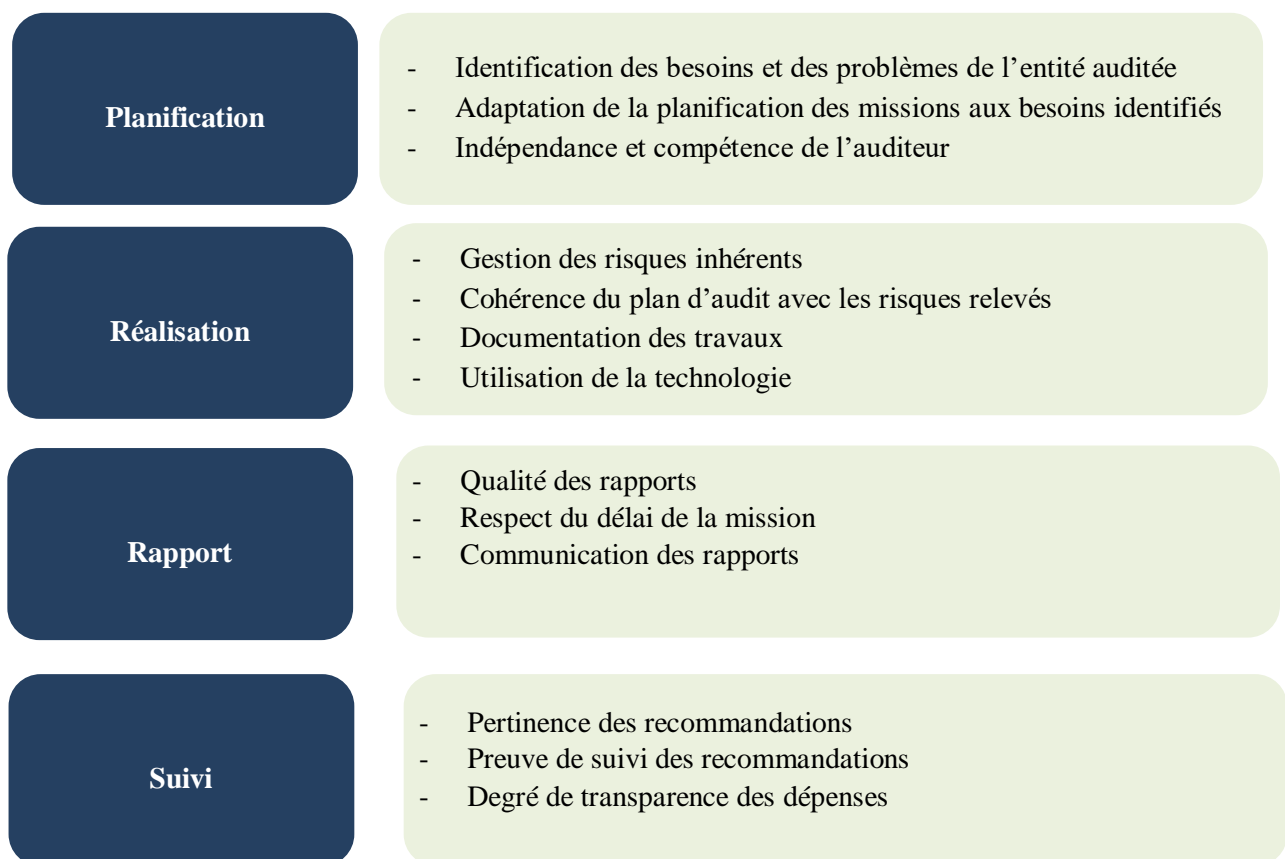 Planification
- Identification des besoins et des problèmes de l’entité auditée
- Adaptation de la planification des missions aux besoins identifiés
- Indépendance et compétence de l’auditeur
Réalisation
- Gestion des risques inhérents
- Cohérence du plan d’audit avec les risques relevés
- Documentation des travaux
- Utilisation de la technologie
Rapport
- Qualité des rapports
- Respect du délai de la mission
- Communication des rapports
Suivi
- Pertinence des recommandations
- Preuve de suivi des recommandations
- Degré de transparence des dépenses